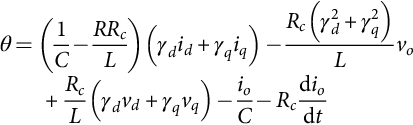 θ = (1/C − RR_c/L)(γ_d i_d + γ_q i_q) − R_c(γ_d^2 + γ_q^2)/L v_o
+ R_c/L (γ_d v_d + γ_q v_q) − i_o/C − R_c di_o/dt